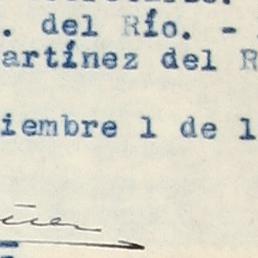 . del Río. -
artínez del R
iembre 1 de 1